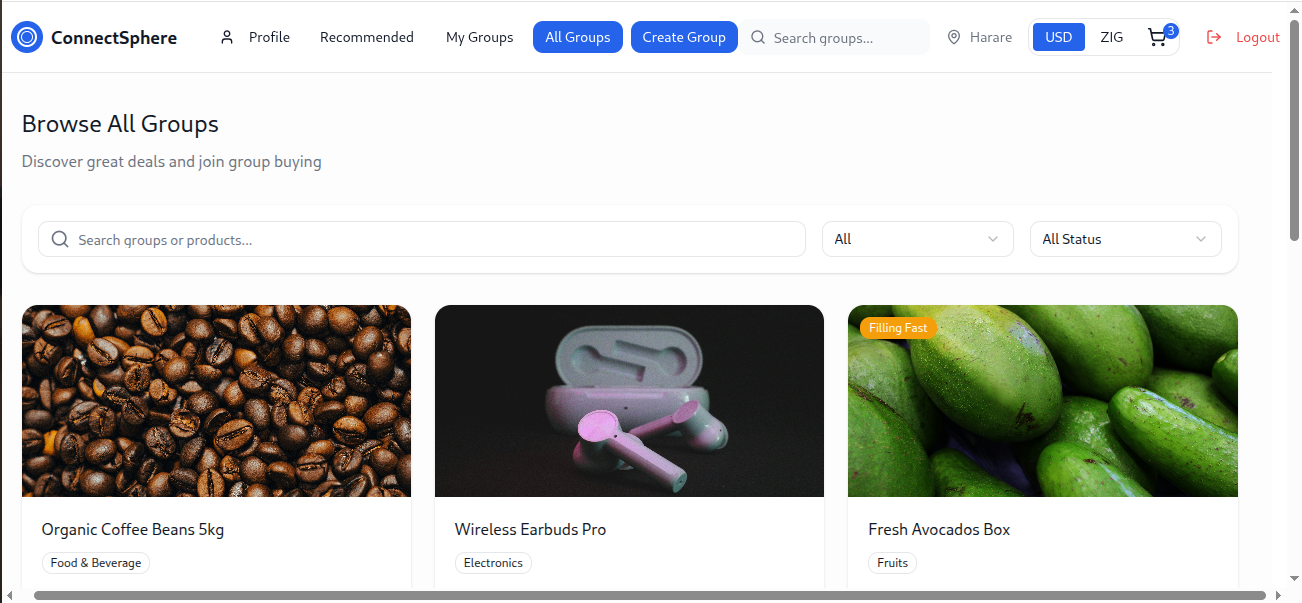 ConnectSphere Profile Recommended My Groups All Groups Create Group Search groups... Harare USD ZIG 3 Logout
Browse All Groups
Discover great deals and join group buying
Search groups or products... All All Status
Filling Fast
Organic Coffee Beans 5kg Wireless Earbuds Pro Fresh Avocados Box
Food & Beverage Electronics Fruits